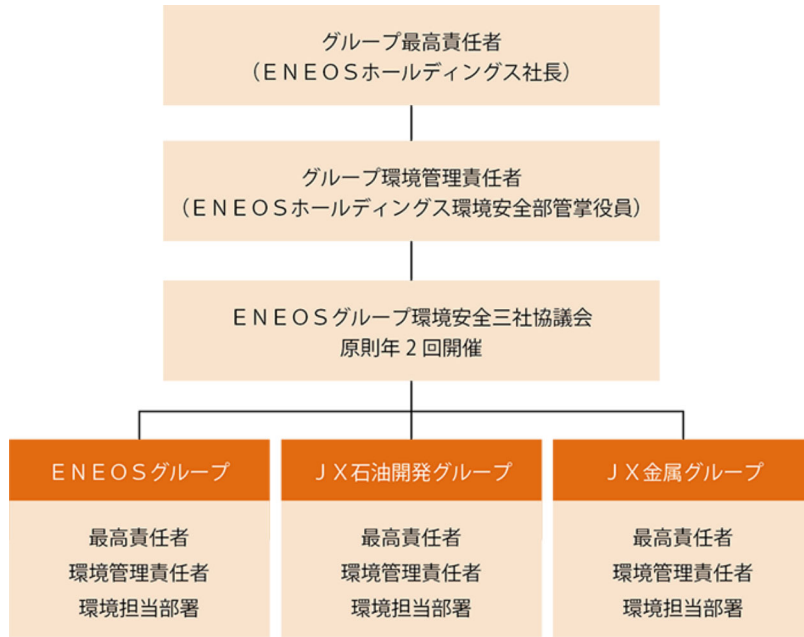 グループ最高責任者
（ＥＮＥＯＳホールディングス社長）
グループ環境管理責任者
（ＥＮＥＯＳホールディングス環境安全部管掌役員）
ＥＮＥＯＳグループ環境安全三社協議会
原則年２回開催
ＥＮＥＯＳグループ
最高責任者
環境管理責任者
環境担当部署
ＪＸ石油開発グループ
最高責任者
環境管理責任者
環境担当部署
ＪＸ金属グループ
最高責任者
環境管理責任者
環境担当部署